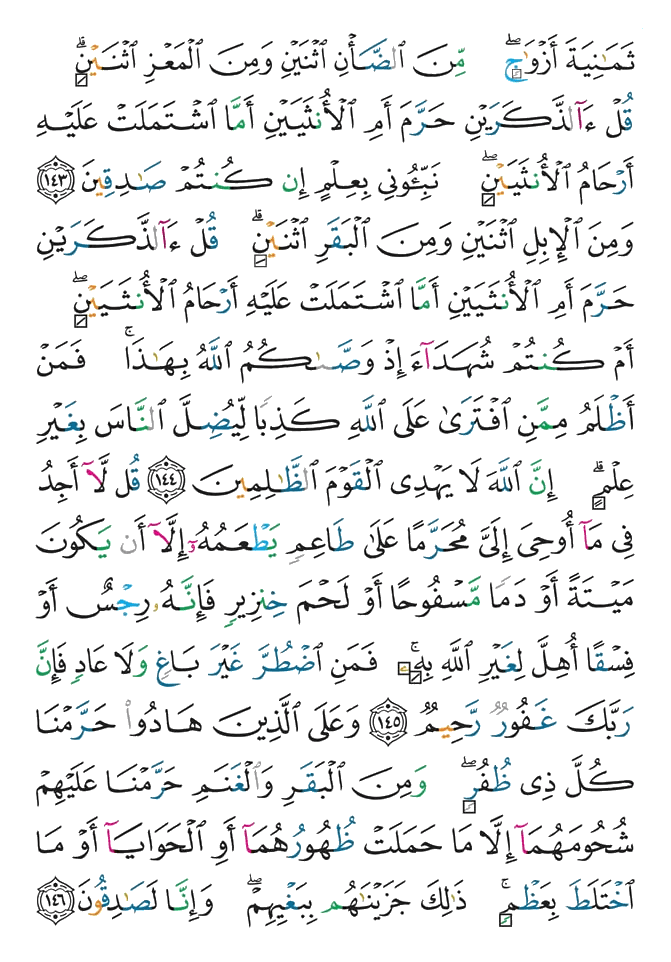 ثَمَـٰنِيَةَ أَزْوَٰجٍۖ مِّنَ ٱلضَّأْنِ ٱثْنَيْنِ وَمِنَ ٱلْمَعْزِ ٱثْنَيْنِۗ
قُلْ ءَآلذَّكَرَيْنِ حَرَّمَ أَمِ ٱلْأُنثَيَيْنِ أَمَّا ٱشْتَمَلَتْ عَلَيْهِ
أَرْحَامُ ٱلْأُنثَيَيْنِۖ نَبِّـُٔونِى بِعِلْمٍ إِن كُنتُمْ صَـٰدِقِينَ ١٤٣
وَمِنَ ٱلْإِبِلِ ٱثْنَيْنِ وَمِنَ ٱلْبَقَرِ ٱثْنَيْنِۗ قُلْ ءَآلذَّكَرَيْنِ
حَرَّمَ أَمِ ٱلْأُنثَيَيْنِ أَمَّا ٱشْتَمَلَتْ عَلَيْهِ أَرْحَامُ ٱلْأُنثَيَيْنِۖ
أَمْ كُنتُمْ شُهَدَآءَ إِذْ وَصَّىٰكُمُ ٱللَّهُ بِهَـٰذَاۚ فَمَنْ
أَظْلَمُ مِمَّنِ ٱفْتَرَىٰ عَلَى ٱللَّهِ كَذِبًا لِّيُضِلَّ ٱلنَّاسَ بِغَيْرِ
عِلْمٍۗ إِنَّ ٱللَّهَ لَا يَهْدِى ٱلْقَوْمَ ٱلظَّـٰلِمِينَ ١٤٤ قُل لَّآ أَجِدُ
فِى مَآ أُوحِىَ إِلَىَّ مُحَرَّمًا عَلَىٰ طَاعِمٍ يَطْعَمُهُۥٓ إِلَّآ أَن يَكُونَ
مَيْتَةً أَوْ دَمًا مَّسْفُوحًا أَوْ لَحْمَ خِنزِيرٍ فَإِنَّهُۥ رِجْسٌ أَوْ
فِسْقًا أُهِلَّ لِغَيْرِ ٱللَّهِ بِهِۦۚ فَمَنِ ٱضْطُرَّ غَيْرَ بَاغٍ وَلَا عَادٍ فَإِنَّ
رَبَّكَ غَفُورٌ رَّحِيمٌ ١٤٥ وَعَلَى ٱلَّذِينَ هَادُوا۟ حَرَّمْنَا
كُلَّ ذِى ظُفُرٍۖ وَمِنَ ٱلْبَقَرِ وَٱلْغَنَمِ حَرَّمْنَا عَلَيْهِمْ
شُحُومَهُمَآ إِلَّا مَا حَمَلَتْ ظُهُورُهُمَآ أَوِ ٱلْحَوَايَآ أَوْ مَا
ٱخْتَلَطَ بِعَظْمٍۚ ذَٰلِكَ جَزَيْنَـٰهُم بِبَغْيِهِمْۖ وَإِنَّا لَصَـٰدِقُونَ ١٤٦